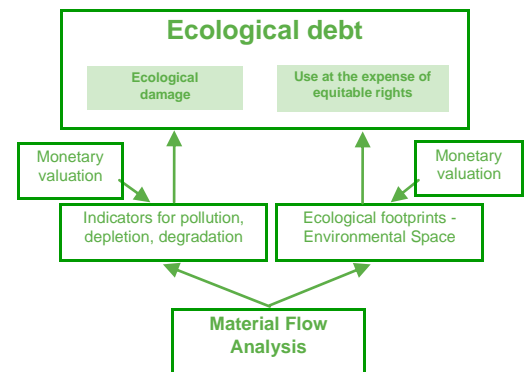 Ecological debt
Ecological
damage
Use at the expense of
equitable rights
Monetary
valuation
Monetary
valuation
Indicators for pollution,
depletion, degradation
Ecological footprints -
Environmental Space
Material Flow
Analysis